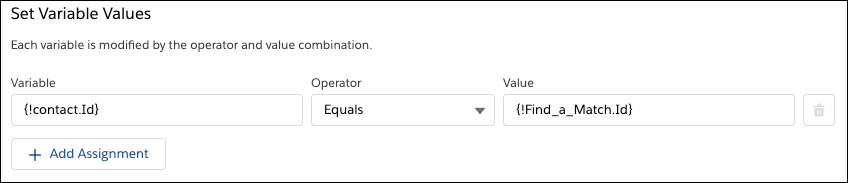 Set Variable Values
Each variable is modified by the operator and value combination.
Variable Operator Value
{!contact.Id} Equals {!Find_a_Match.Id}
+ Add Assignment